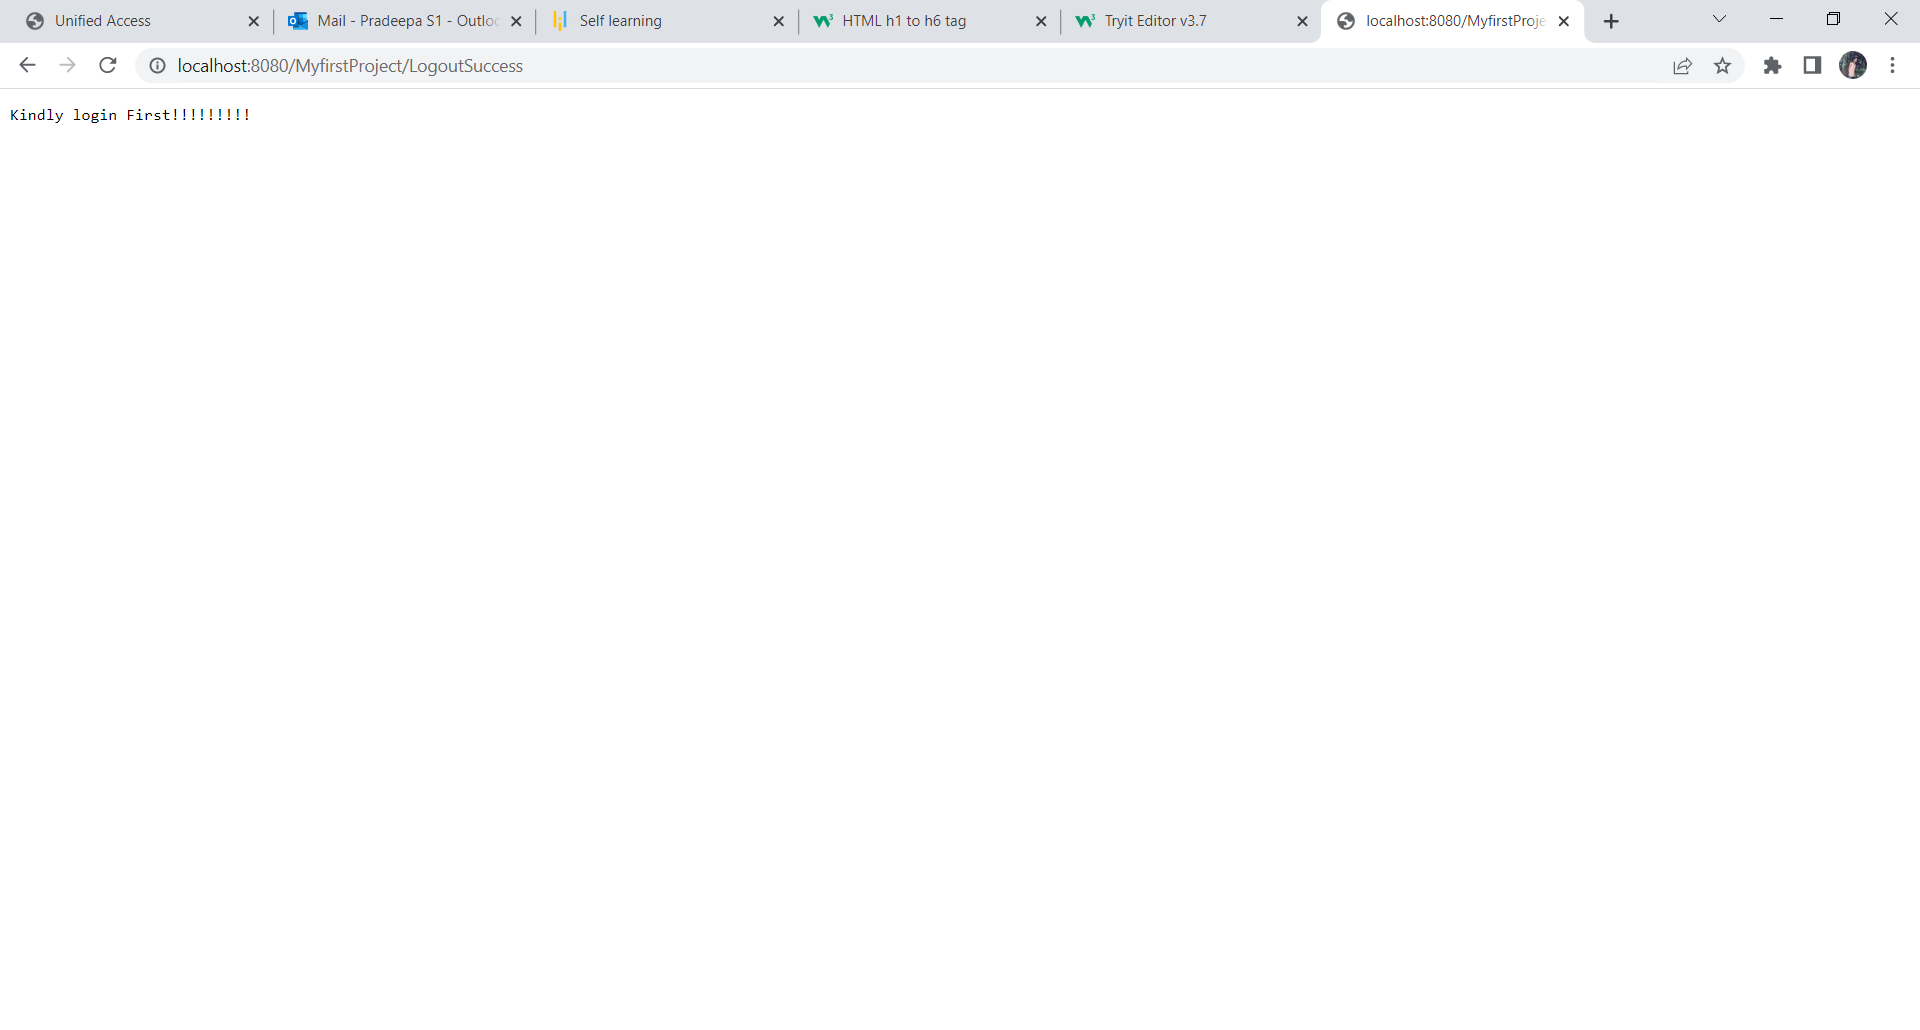 Unified Access
Mail - Pradeepa S1 - Outloo
Self learning
HTML h1 to h6 tag
Tryit Editor v3.7
localhost:8080/MyfirstProje
localhost:8080/MyfirstProject/LogoutSuccess
Kindly login First!!!!!!!!!